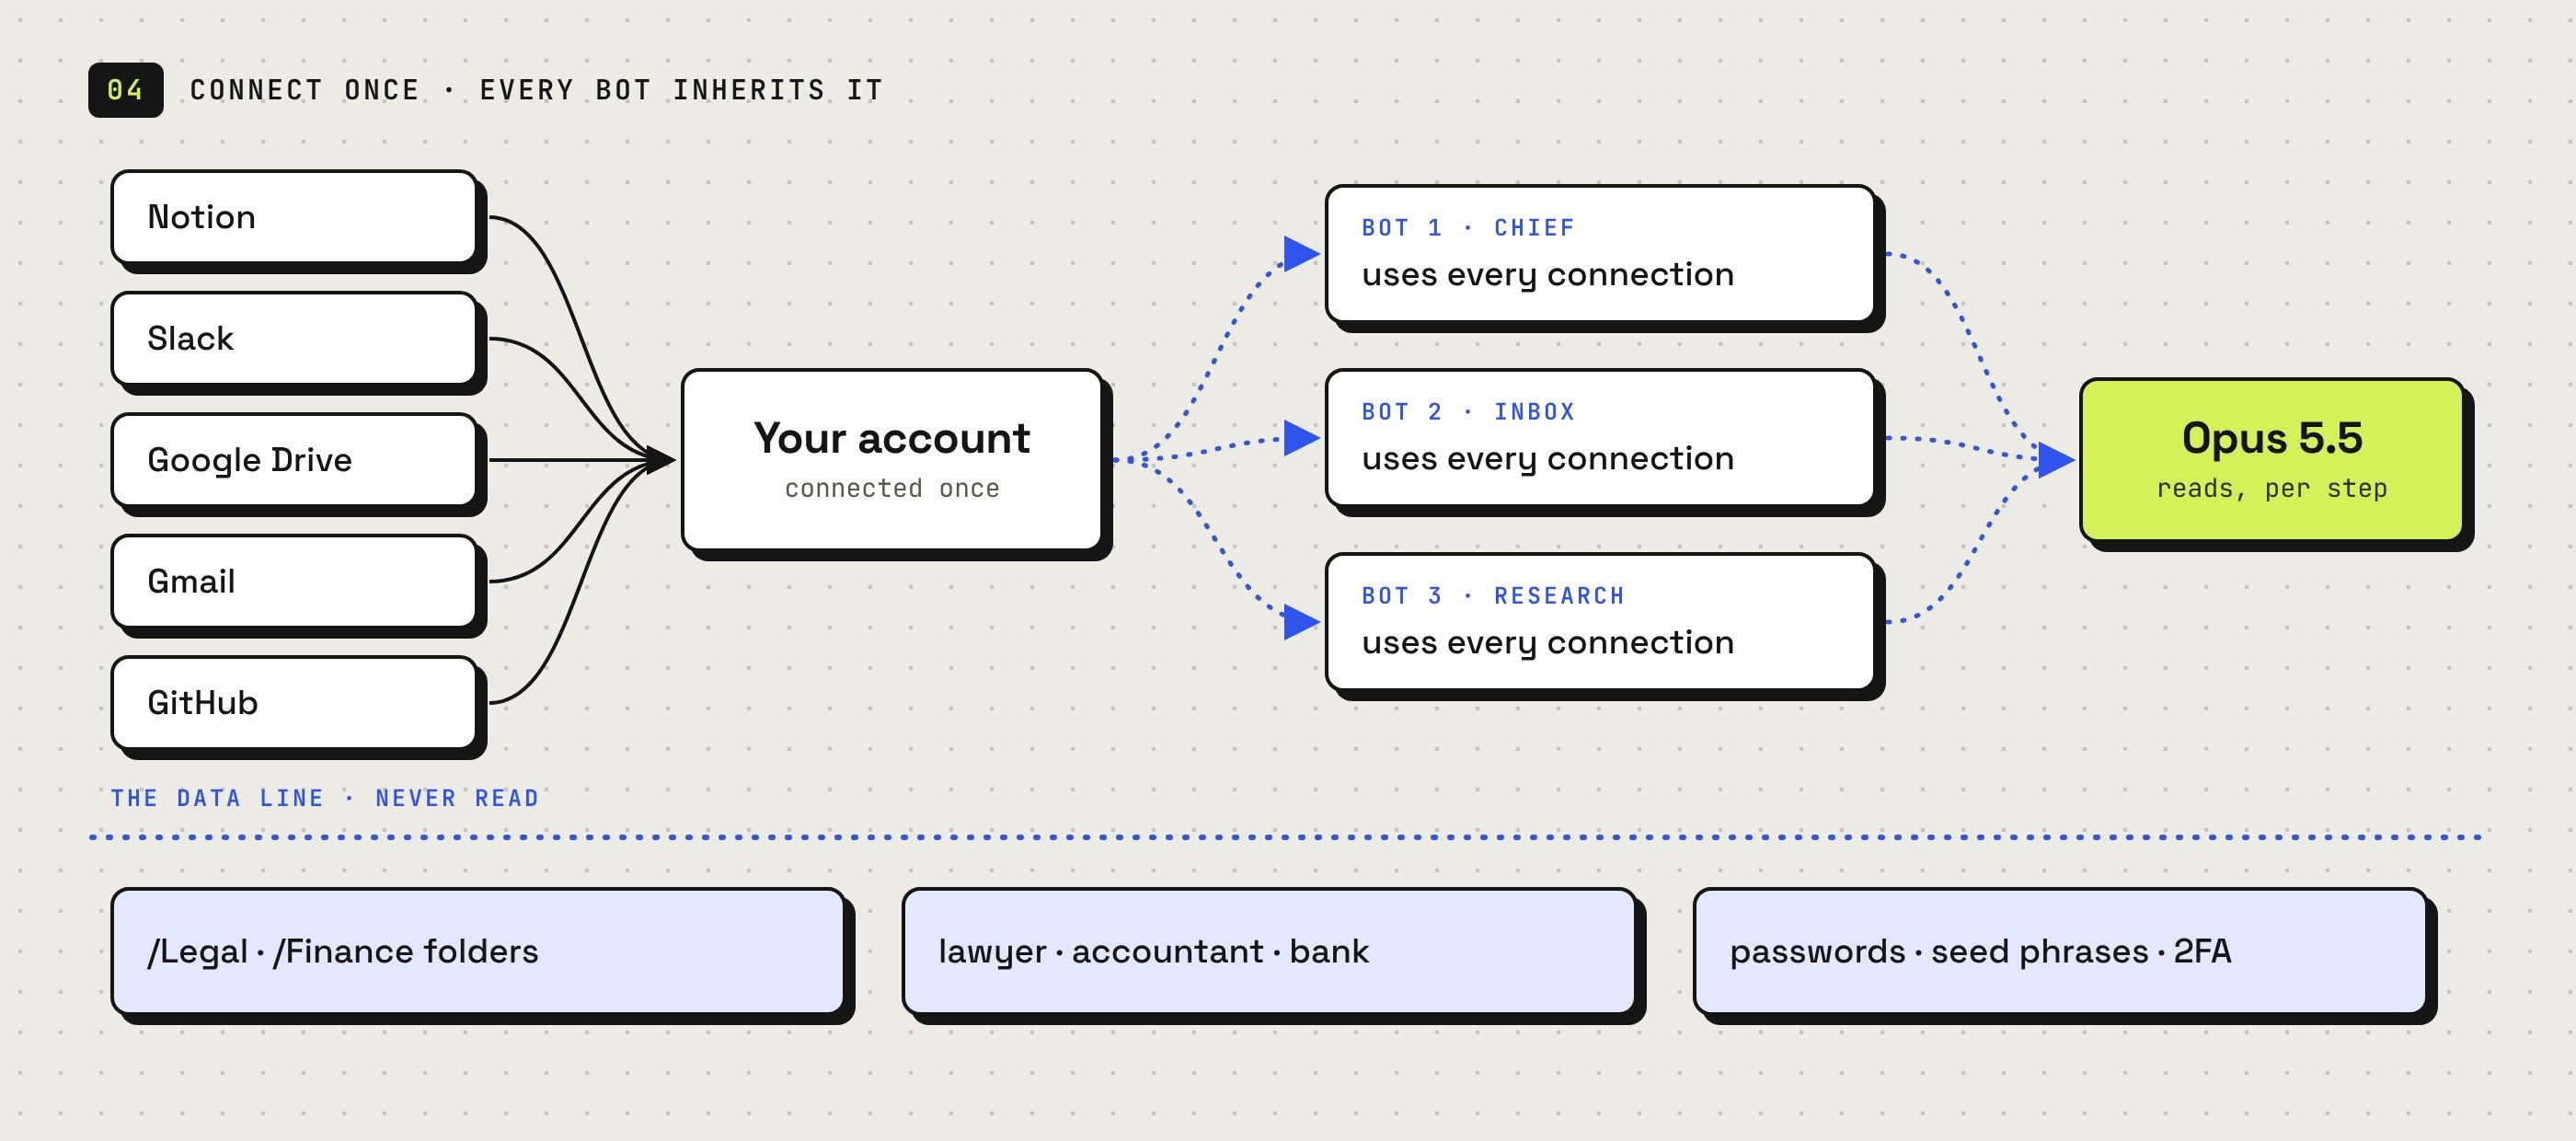 04 CONNECT ONCE · EVERY BOT INHERITS IT
Notion
Slack
Google Drive
Gmail
GitHub
Your account
connected once
BOT 1 · CHIEF
uses every connection
BOT 2 · INBOX
uses every connection
BOT 3 · RESEARCH
uses every connection
Opus 5.5
reads, per step
THE DATA LINE · NEVER READ
/Legal · /Finance folders
lawyer · accountant · bank
passwords · seed phrases · 2FA